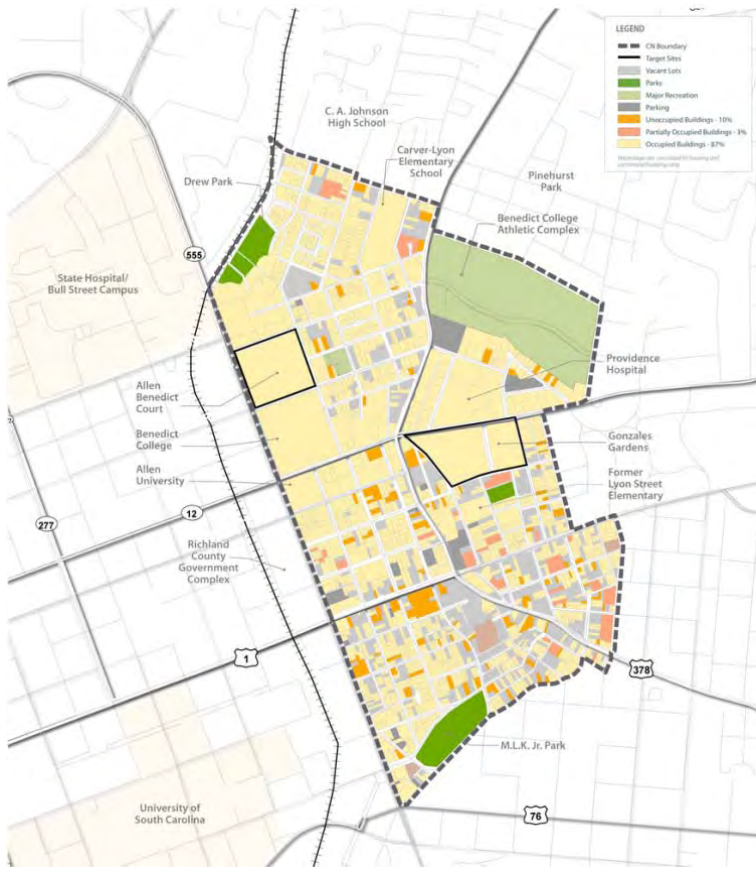 LEGEND
CN Boundary
Target Sites
Vacant Lots
Parks
Major Recreation
Parking
Unoccupied Buildings - 10%
Partially Occupied Buildings - 3%
Occupied Buildings - 87%
C. A. Johnson
High School
Carver-Lyon
Elementary
School
Drew Park
Pinehurst
Park
Benedict College
Athletic Complex
555
State Hospital/
Bull Street Campus
Providence
Hospital
Allen
Benedict
Court
Benedict
College
Gonzales
Gardens
Allen
University
Former
Lyon Street
Elementary
12
277
Richland
County
Government
Complex
1
378
M.L.K. Jr. Park
University of
South Carolina
76